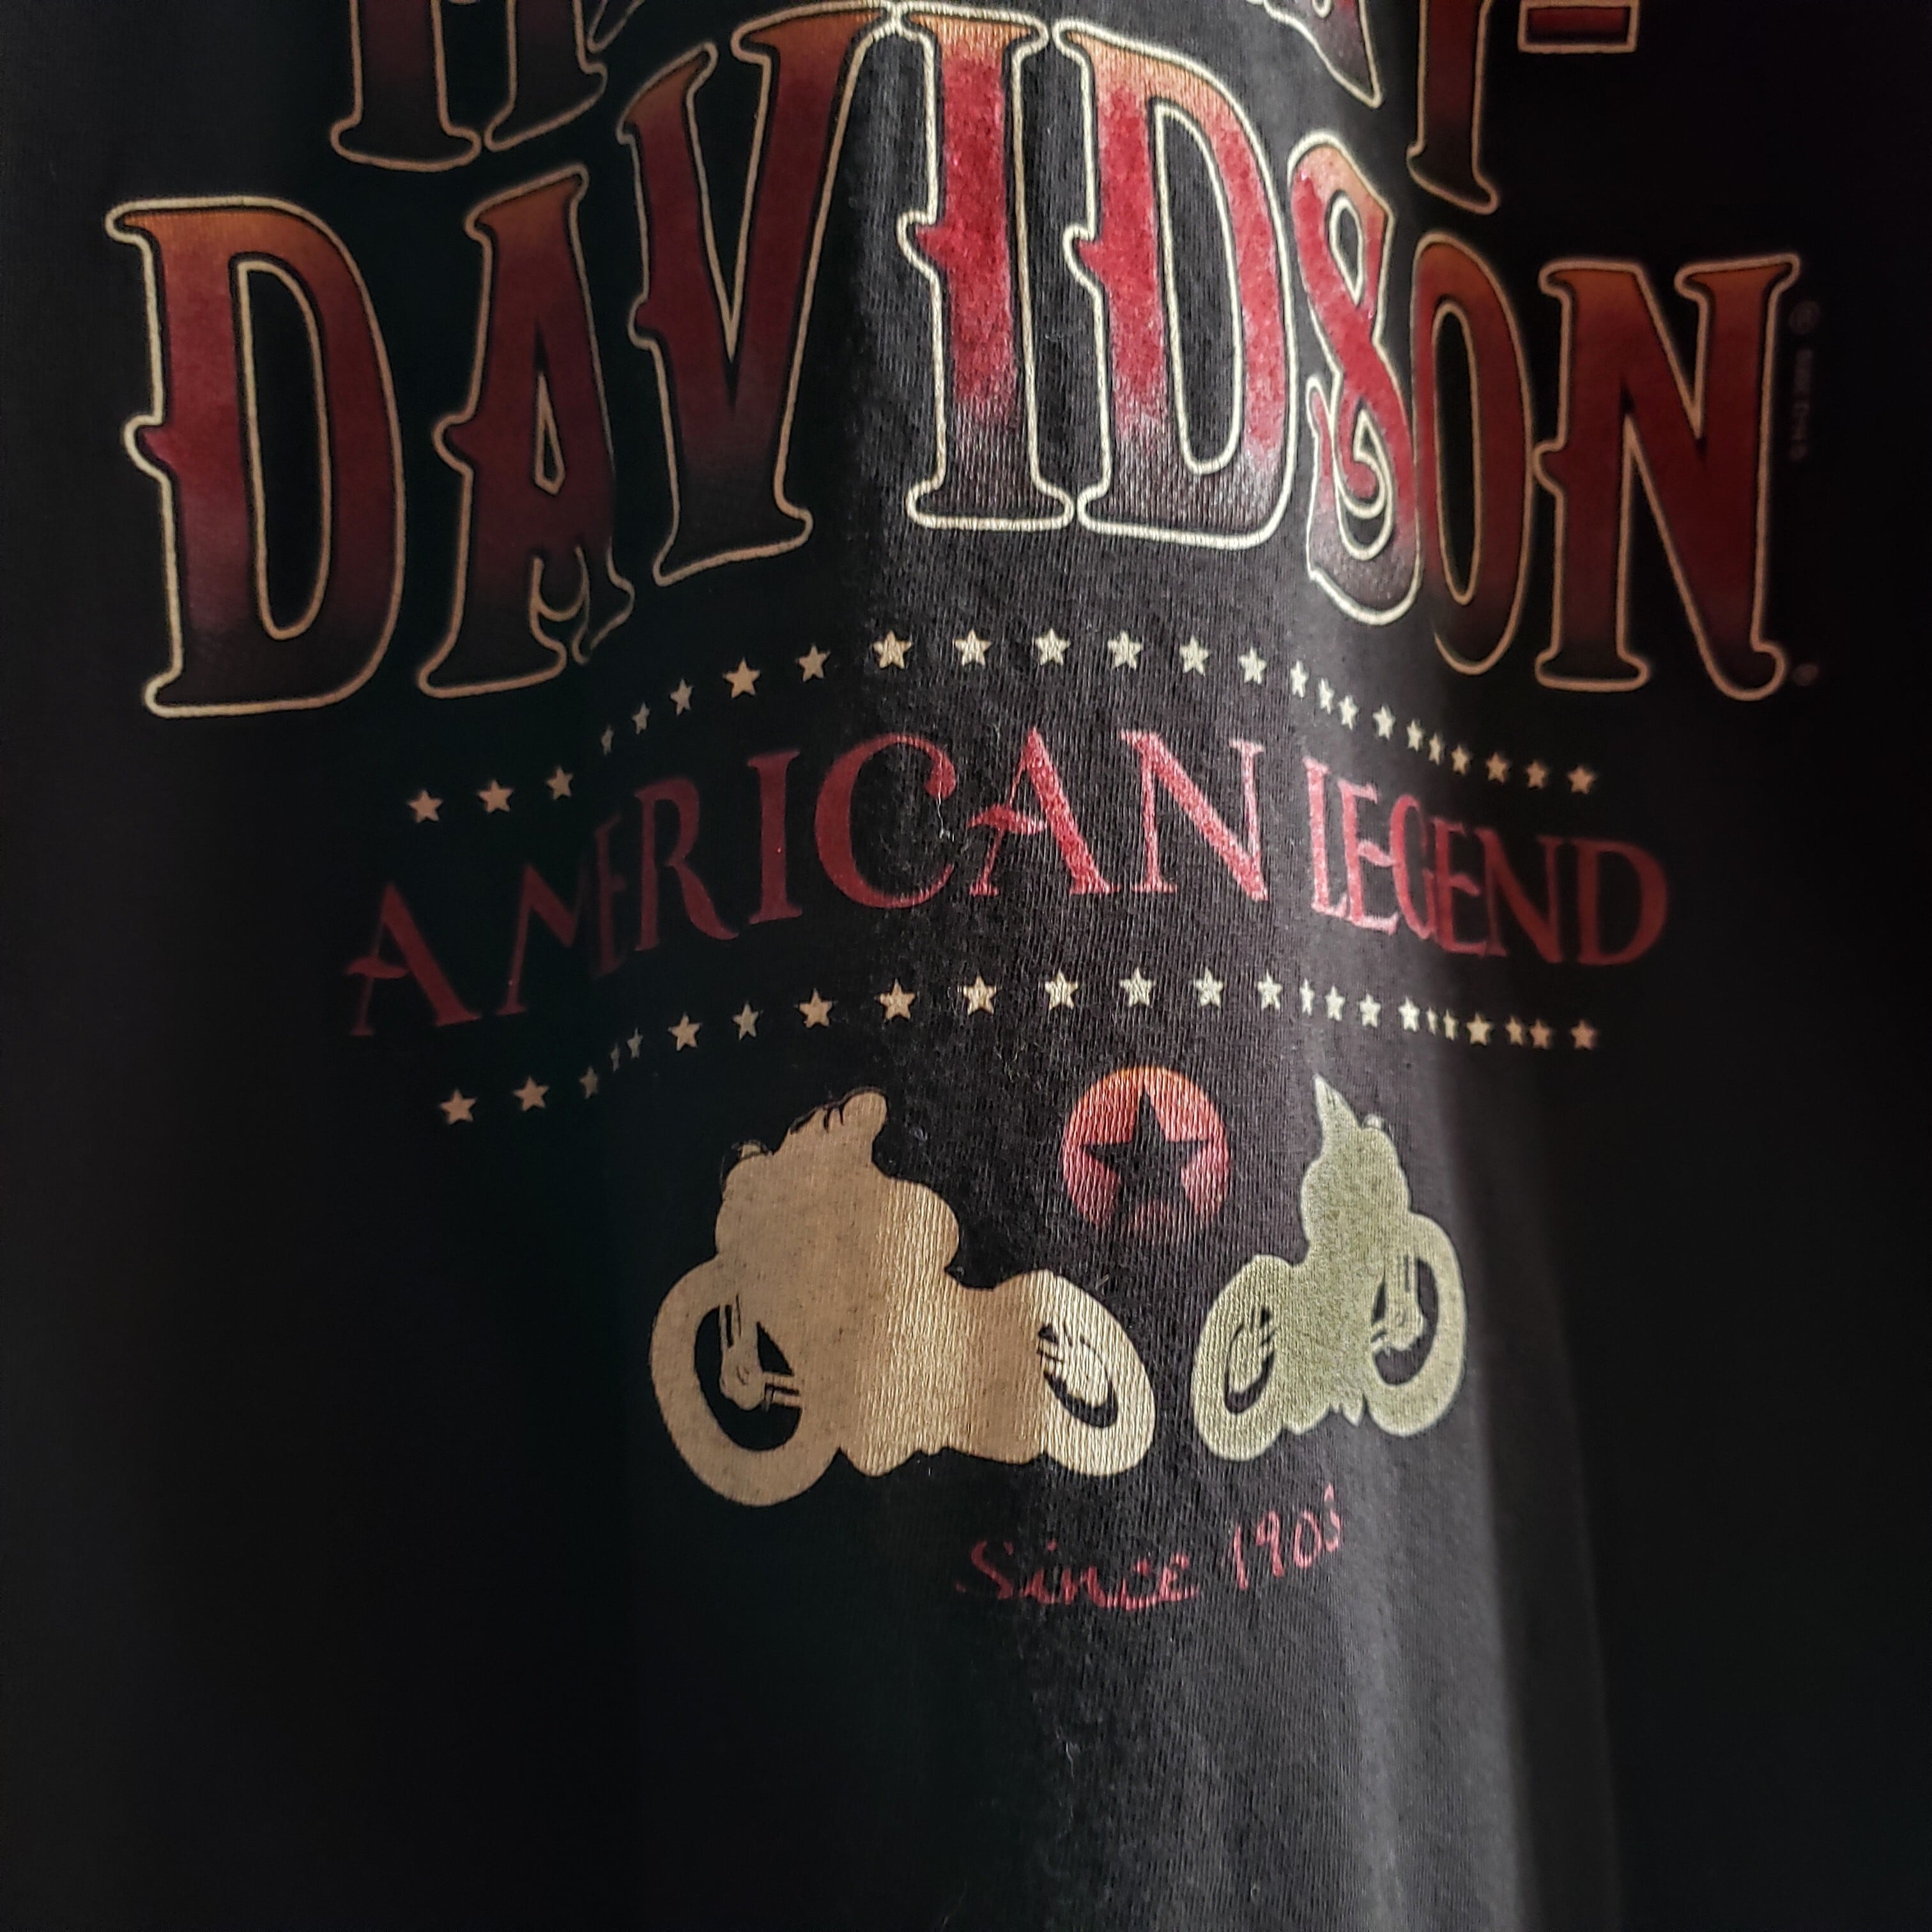 DAVIDSON
AMERICAN LEGEND
Since 1903